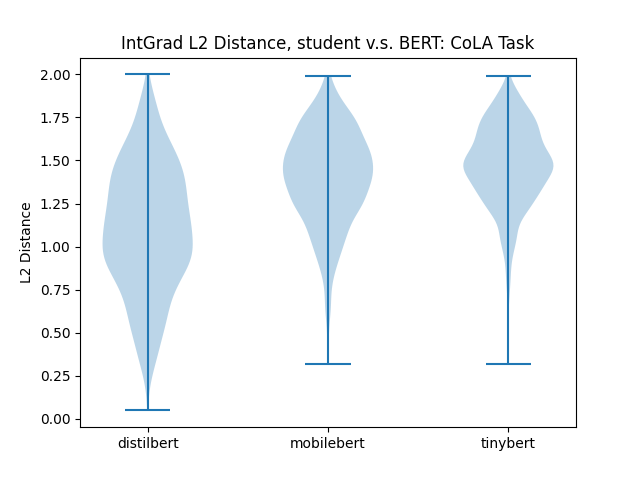 IntGrad L2 Distance, student v.s. BERT: CoLA Task
2.00
1.75
1.50
1.25
1.00
0.75
0.50
0.25
0.00
L2 Distance
distilbert
mobilebert
tinybert